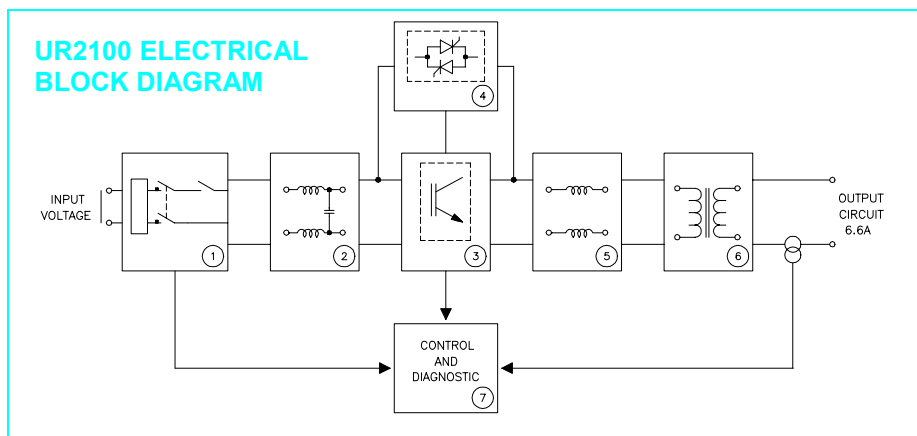 UR2100 ELECTRICAL
BLOCK DIAGRAM
4
INPUT
VOLTAGE
1
2
3
5
6
OUTPUT
CIRCUIT
6.6A
CONTROL
AND
DIAGNOSTIC
7